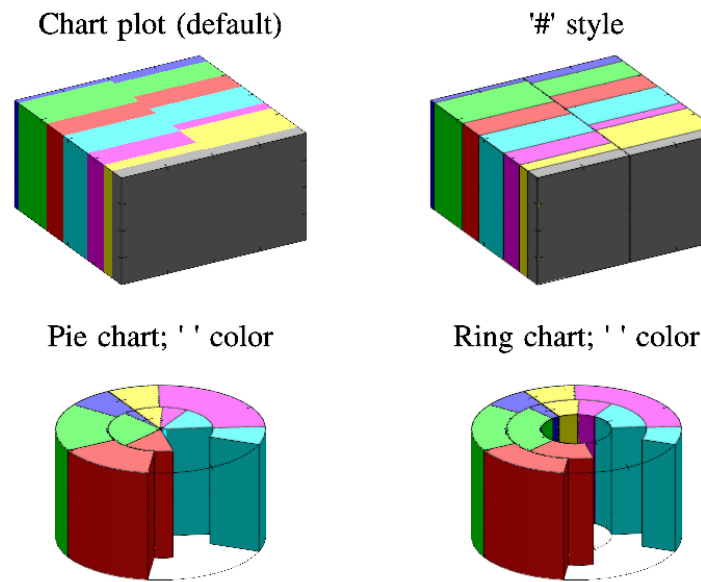 Chart plot (default)
'#' style
Pie chart; ' ' color
Ring chart; ' ' color